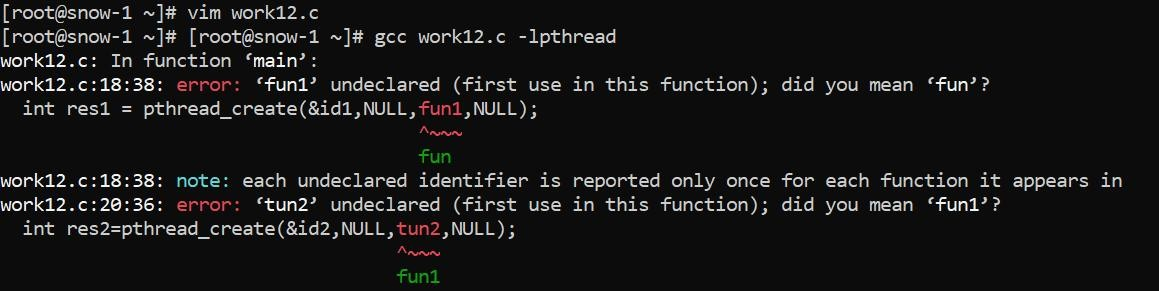 [root@snow-1 ~]# vim work12.c
[root@snow-1 ~]# [root@snow-1 ~]# gcc work12.c -lpthread
work12.c: In function ‘main’:
work12.c:18:38: error: ‘fun1’ undeclared (first use in this function); did you mean ‘fun’?
  int res1 = pthread_create(&id1,NULL,fun1,NULL);
                                      ^~~~
                                      fun
work12.c:18:38: note: each undeclared identifier is reported only once for each function it appears in
work12.c:20:36: error: ‘tun2’ undeclared (first use in this function); did you mean ‘fun1’?
  int res2=pthread_create(&id2,NULL,tun2,NULL);
                                    ^~~~
                                    fun1